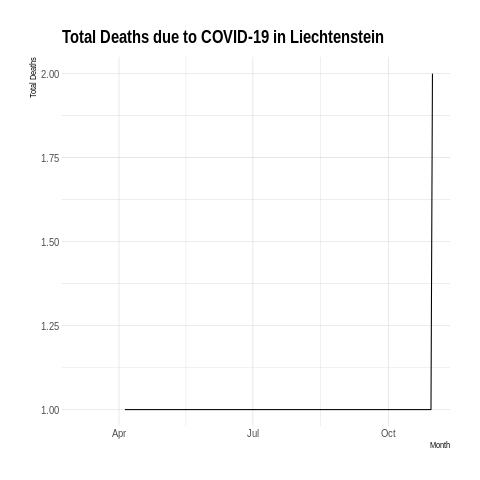 Total Deaths due to COVID-19 in Liechtenstein
Total Deaths
2.00
1.75
1.50
1.25
1.00
Apr Jul Oct
Month